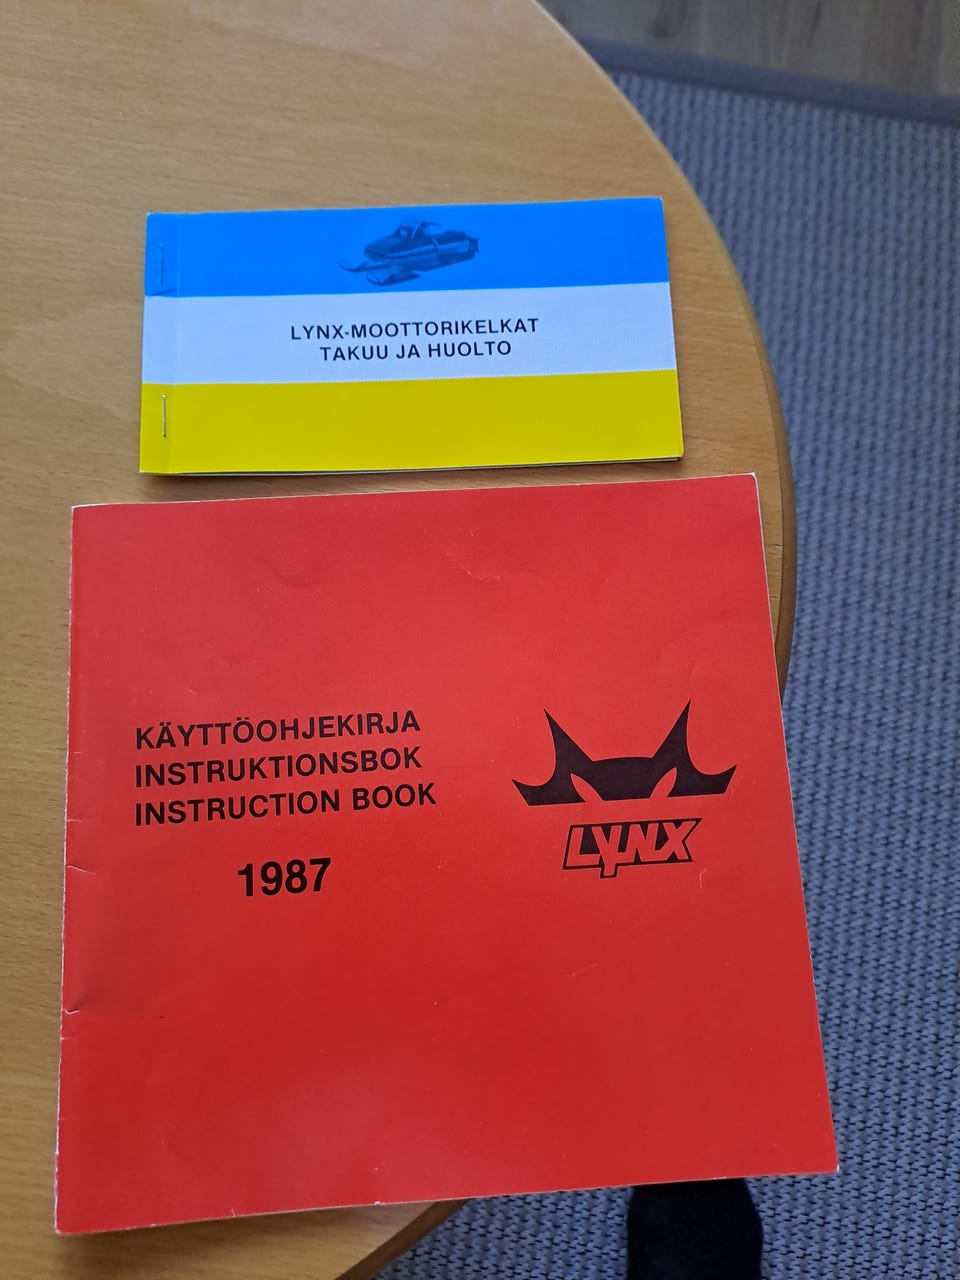 LYNX-MOOTTORIKELKAT
TAKUU JA HUOLTO
KÄYTTÖOHJEKIRJA
INSTRUKTIONSBOK
INSTRUCTION BOOK
1987
LYNX